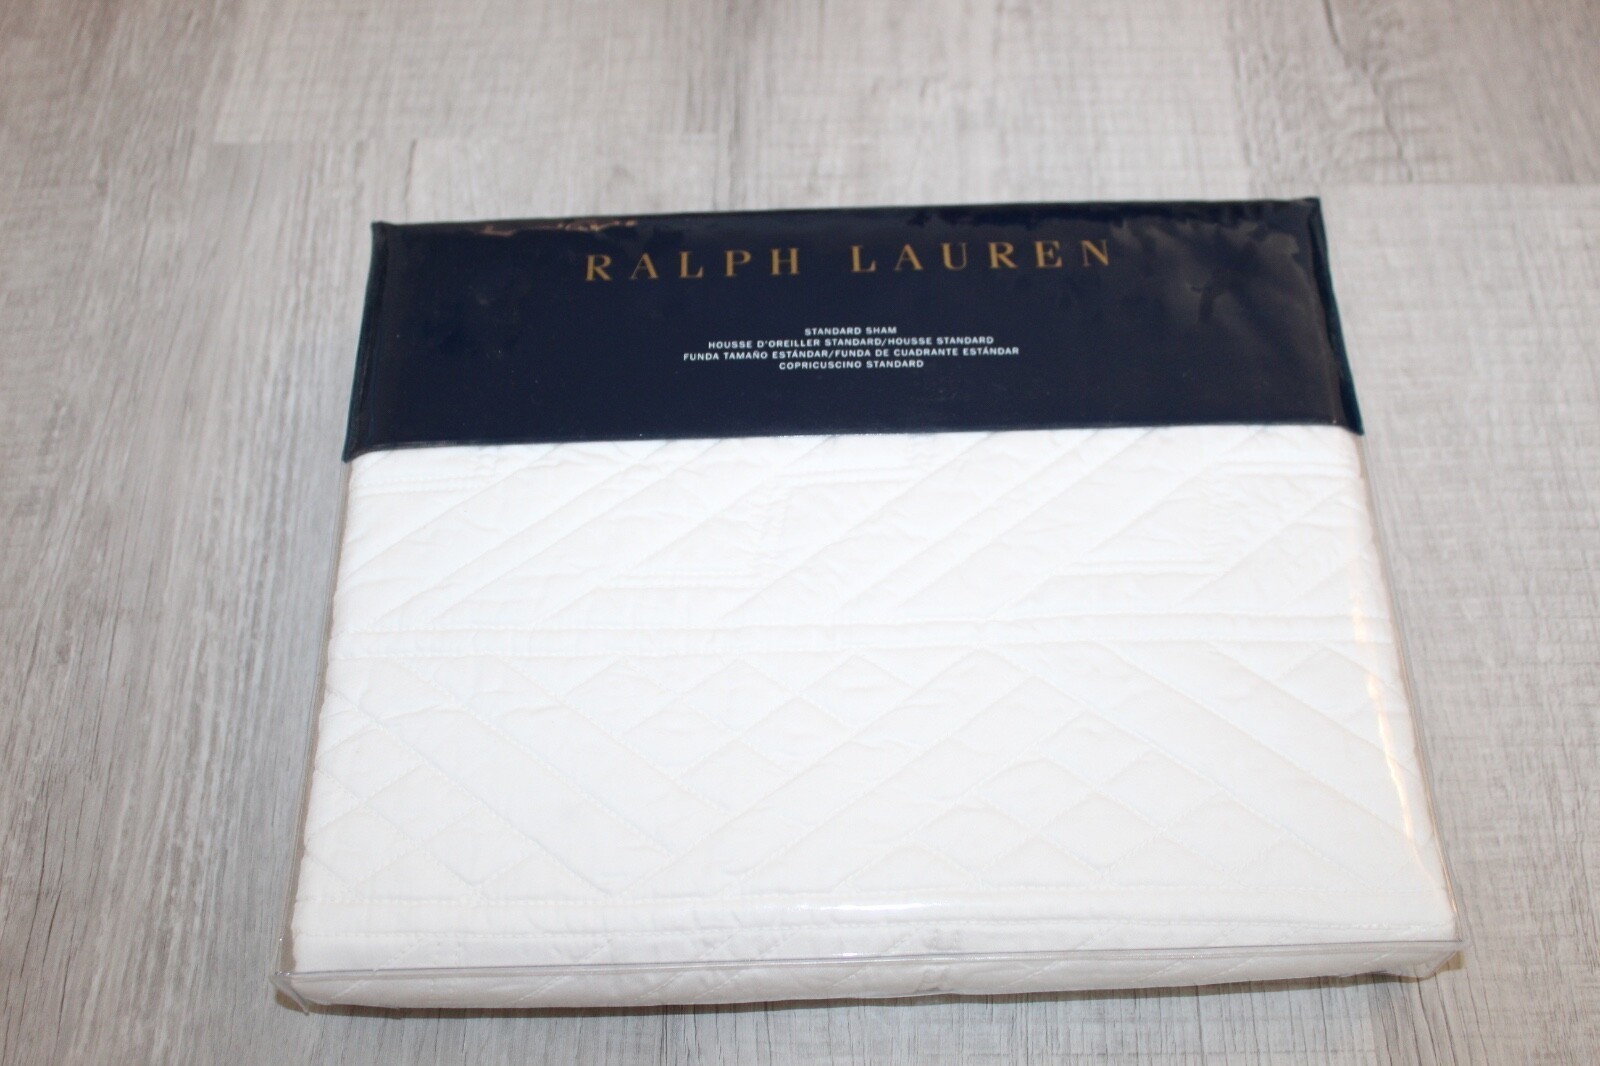 RALPH LAUREN
STANDARD SHAM
HOUSSE D'OREILLER STANDARD/HOUSSE STANDARD
FUNDA TAMAÑO ESTÁNDAR/FUNDA DE CUADRANTE ESTÁNDAR
COPRICUSCINO STANDARD